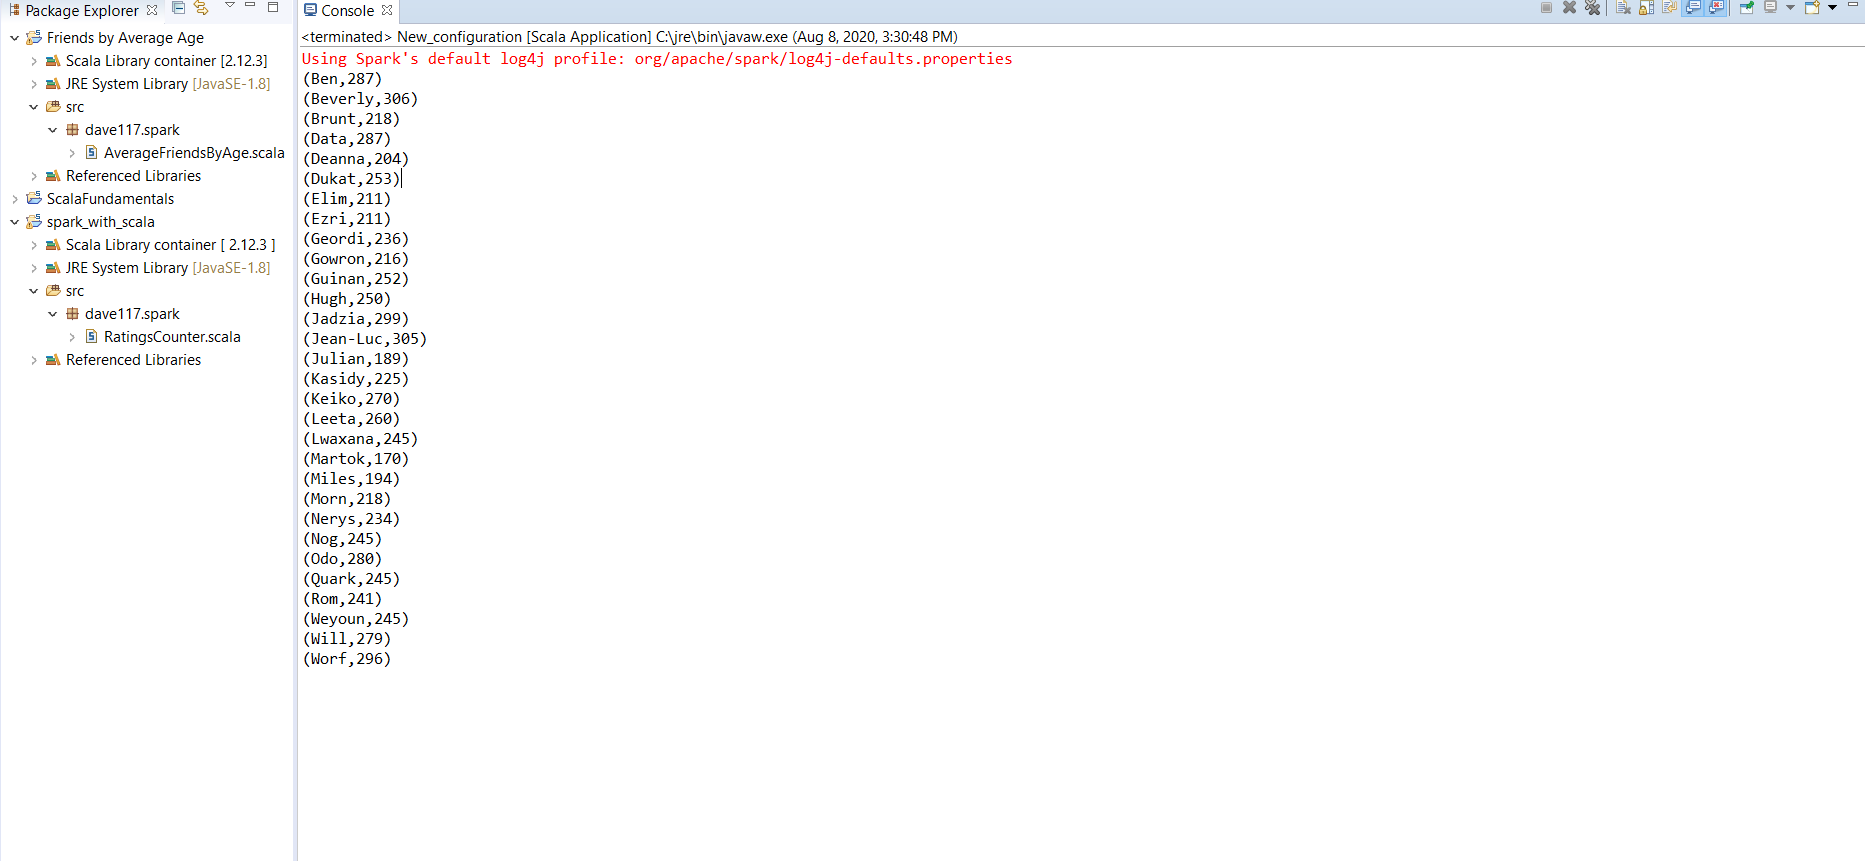 Package Explorer
Friends by Average Age
Scala Library container [2.12.3]
JRE System Library [JavaSE-1.8]
src
dave117.spark
AverageFriendsByAge.scala
Referenced Libraries
ScalaFundamentals
spark_with_scala
Scala Library container [ 2.12.3 ]
JRE System Library [JavaSE-1.8]
src
dave117.spark
RatingsCounter.scala
Referenced Libraries
Console
<terminated> New_configuration [Scala Application] C:\jre\bin\javaw.exe (Aug 8, 2020, 3:30:48 PM)
Using Spark's default log4j profile: org/apache/spark/log4j-defaults.properties
(Ben,287)
(Beverly,306)
(Brunt,218)
(Data,287)
(Deanna,204)
(Dukat,253)
(Elim,211)
(Ezri,211)
(Geordi,236)
(Gowron,216)
(Guinan,252)
(Hugh,250)
(Jadzia,299)
(Jean-Luc,305)
(Julian,189)
(Kasidy,225)
(Keiko,270)
(Leeta,260)
(Lwaxana,245)
(Martok,170)
(Miles,194)
(Morn,218)
(Nerys,234)
(Nog,245)
(Odo,280)
(Quark,245)
(Rom,241)
(Weyoun,245)
(Will,279)
(Worf,296)